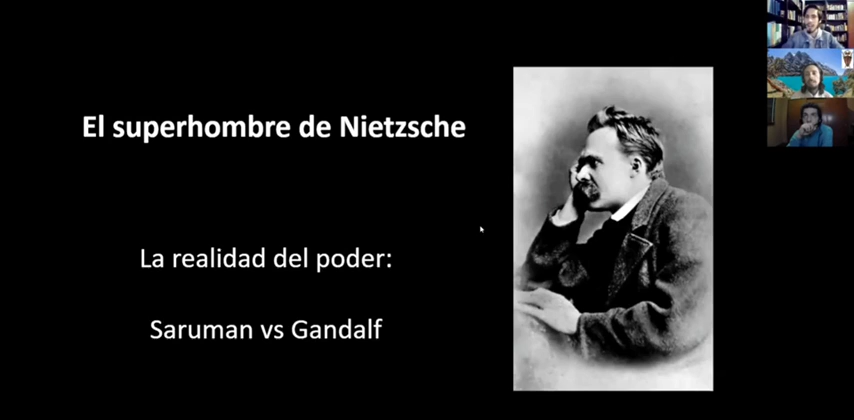 El superhombre de Nietzsche
La realidad del poder:
Saruman vs Gandalf